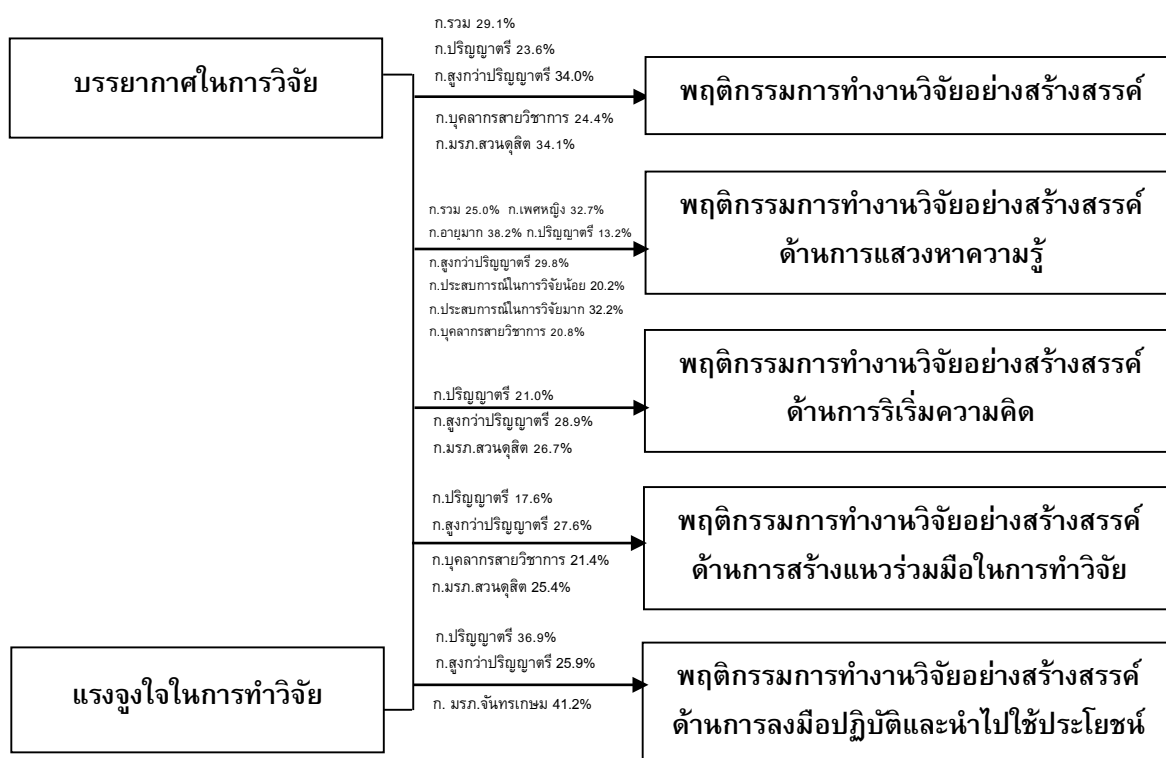 ก.รวม 29.1%
ก.ปริญญาตรี 23.6%
ก.สูงกว่าปริญญาตรี 34.0%
บรรยากาศในการวิจัย
พฤติกรรมการทำงานวิจัยอย่างสร้างสรรค์
ก.บุคลากรสายวิชาการ 24.4%
ก.มรภ.สวนดุสิต 34.1%
ก.รวม 25.0% ก.เพศหญิง 32.7%
ก.อายุมาก 38.2% ก.ปริญญาตรี 13.2%
พฤติกรรมการทำงานวิจัยอย่างสร้างสรรค์
ด้านการแสวงหาความรู้
ก.สูงกว่าปริญญาตรี 29.8%
ก.ประสบการณ์ในการวิจัยน้อย 20.2%
ก.ประสบการณ์ในการวิจัยมาก 32.2%
ก.บุคลากรสายวิชาการ 20.8%
พฤติกรรมการทำงานวิจัยอย่างสร้างสรรค์
ด้านการริเริ่มความคิด
ก.ปริญญาตรี 21.0%
ก.สูงกว่าปริญญาตรี 28.9%
ก.มรภ.สวนดุสิต 26.7%
ก.ปริญญาตรี 17.6%
ก.สูงกว่าปริญญาตรี 27.6%
พฤติกรรมการทำงานวิจัยอย่างสร้างสรรค์
ด้านการสร้างแนวร่วมมือในการทำวิจัย
ก.บุคลากรสายวิชาการ 21.4%
ก.มรภ.สวนดุสิต 25.4%
ก.ปริญญาตรี 36.9%
ก.สูงกว่าปริญญาตรี 25.9%
แรงจูงใจในการทำวิจัย
พฤติกรรมการทำงานวิจัยอย่างสร้างสรรค์
ด้านการลงมือปฏิบัติและนำไปใช้ประโยชน์
ก. มรภ.จันทรเกษม 41.2%